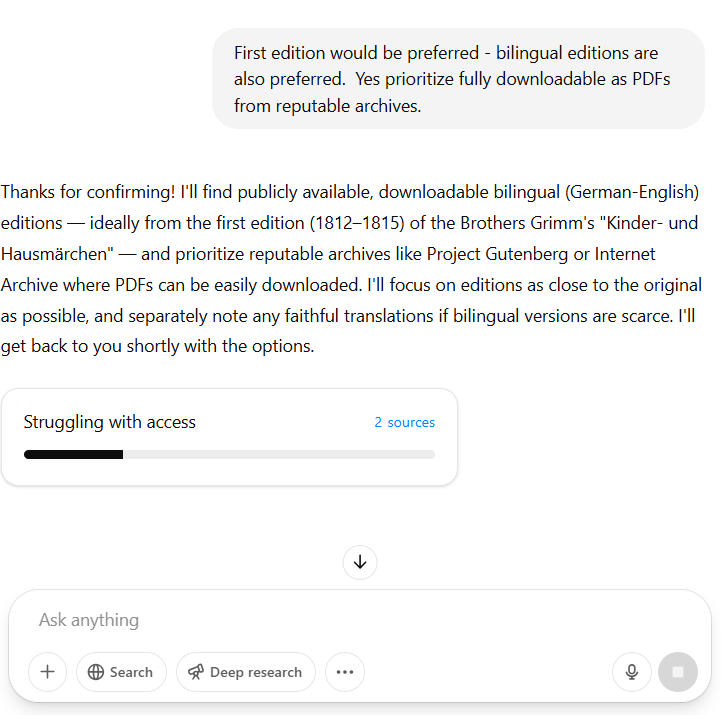 First edition would be preferred - bilingual editions are
also preferred.  Yes prioritize fully downloadable as PDFs
from reputable archives.
Thanks for confirming! I'll find publicly available, downloadable bilingual (German-English)
editions — ideally from the first edition (1812–1815) of the Brothers Grimm's "Kinder- und
Hausmärchen" — and prioritize reputable archives like Project Gutenberg or Internet
Archive where PDFs can be easily downloaded. I'll focus on editions as close to the original
as possible, and separately note any faithful translations if bilingual versions are scarce. I'll
get back to you shortly with the options.
Struggling with access 2 sources
Ask anything
Search Deep research